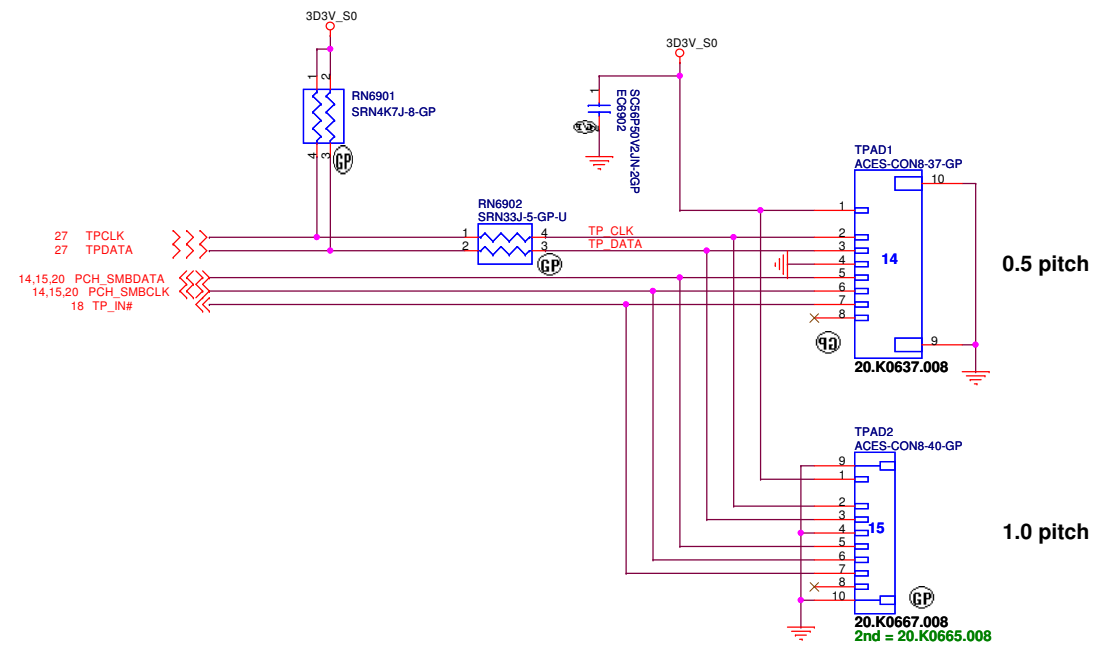 3D3V_S0
1
2
RN6901
SRN4K7J-8-GP
4
3
GP
3D3V_S0
1
SC56P50V2JN-2GP
EC6902
TPAD1
ACES-CON8-37-GP
10
1
2
3
4
5
6
7
8
9
14
0.5 pitch
GP
20.K0637.008
RN6902
SRN33J-5-GP-U
27 TPCLK
1
4
TP_CLK
27 TPDATA
2
3
TP_DATA
GP
14,15,20 PCH_SMBDATA
14,15,20 PCH_SMBCLK
18 TP_IN#
TPAD2
ACES-CON8-40-GP
9
1
2
3
4
5
6
7
8
10
15
1.0 pitch
GP
20.K0667.008
2nd = 20.K0665.008